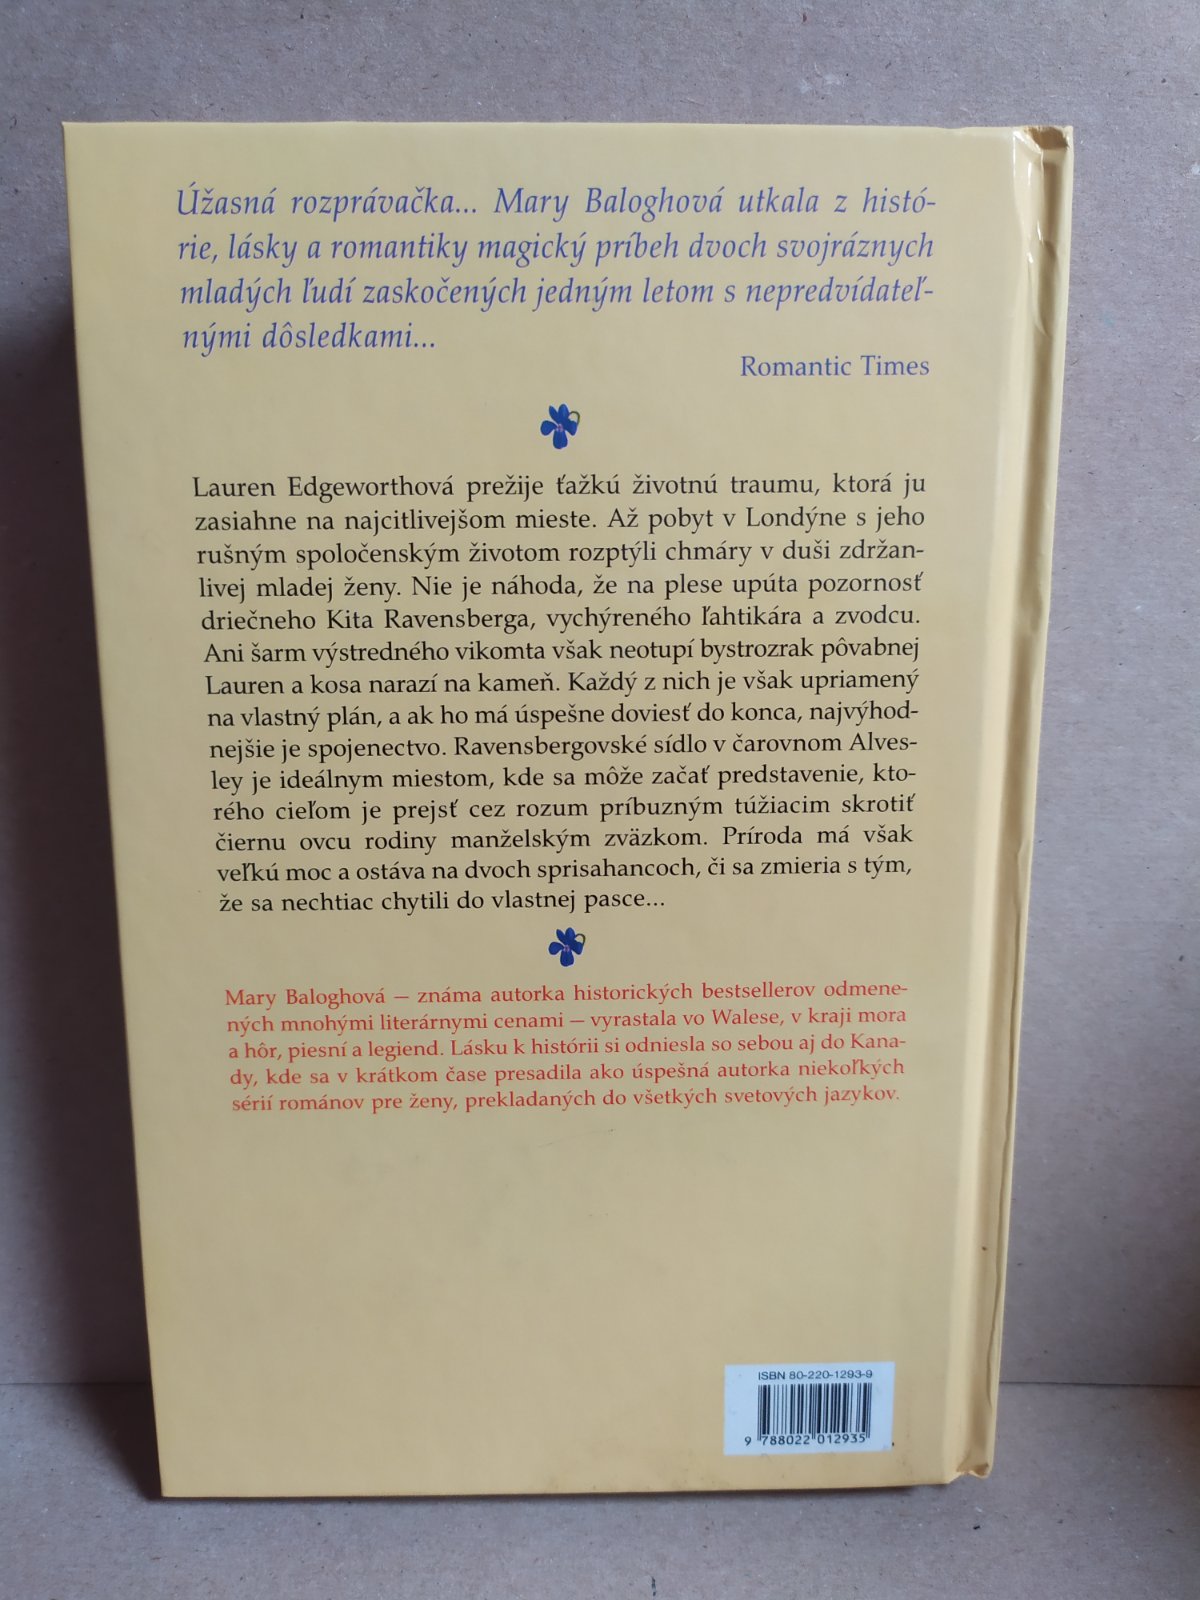 Úžasná rozprávačka... Mary Baloghová utkala z histó-
rie, lásky a romantiky magický príbeh dvoch svojráznych
mladých ľudí zaskočených jedným letom s nepredvídateľ-
nými dôsledkami...
Romantic Times
Lauren Edgeworthová prežije ťažkú životnú traumu, ktorá ju
zasiahne na najcitlivejšom mieste. Až pobyt v Londýne s jeho
rušným spoločenským životom rozptýli chmáry v duši zdržan-
livej mladej ženy. Nie je náhoda, že na plese upúta pozornosť
driečneho Kita Ravensberga, vychýreného ľahtikára a zvodcu.
Ani šarm výstredného vikomta však neotupí bystrozrak pôvabnej
Lauren a kosa narazí na kameň. Každý z nich je však upriamený
na vlastný plán, a ak ho má úspešne doviesť do konca, najvýhod-
nejšie je spojenectvo. Ravensbergovské sídlo v čarovnom Alves-
ley je ideálnym miestom, kde sa môže začať predstavenie, kto-
rého cieľom je prejsť cez rozum príbuzným túžiacim skrotiť
čiernu ovcu rodiny manželským zväzkom. Príroda má však
veľkú moc a ostáva na dvoch sprisahancoch, či sa zmieria s tým,
že sa nechtiac chytili do vlastnej pasce...
Mary Baloghová – známa autorka historických bestsellerov odmene-
ných mnohými literárnymi cenami – vyrastala vo Walese, v kraji mora
a hôr, piesní a legiend. Lásku k histórii si odniesla so sebou aj do Kana-
dy, kde sa v krátkom čase presadila ako úspešná autorka niekoľkých
sérií románov pre ženy, prekladaných do všetkých svetových jazykov.
ISBN 80-220-1293-9
9 788022 012935